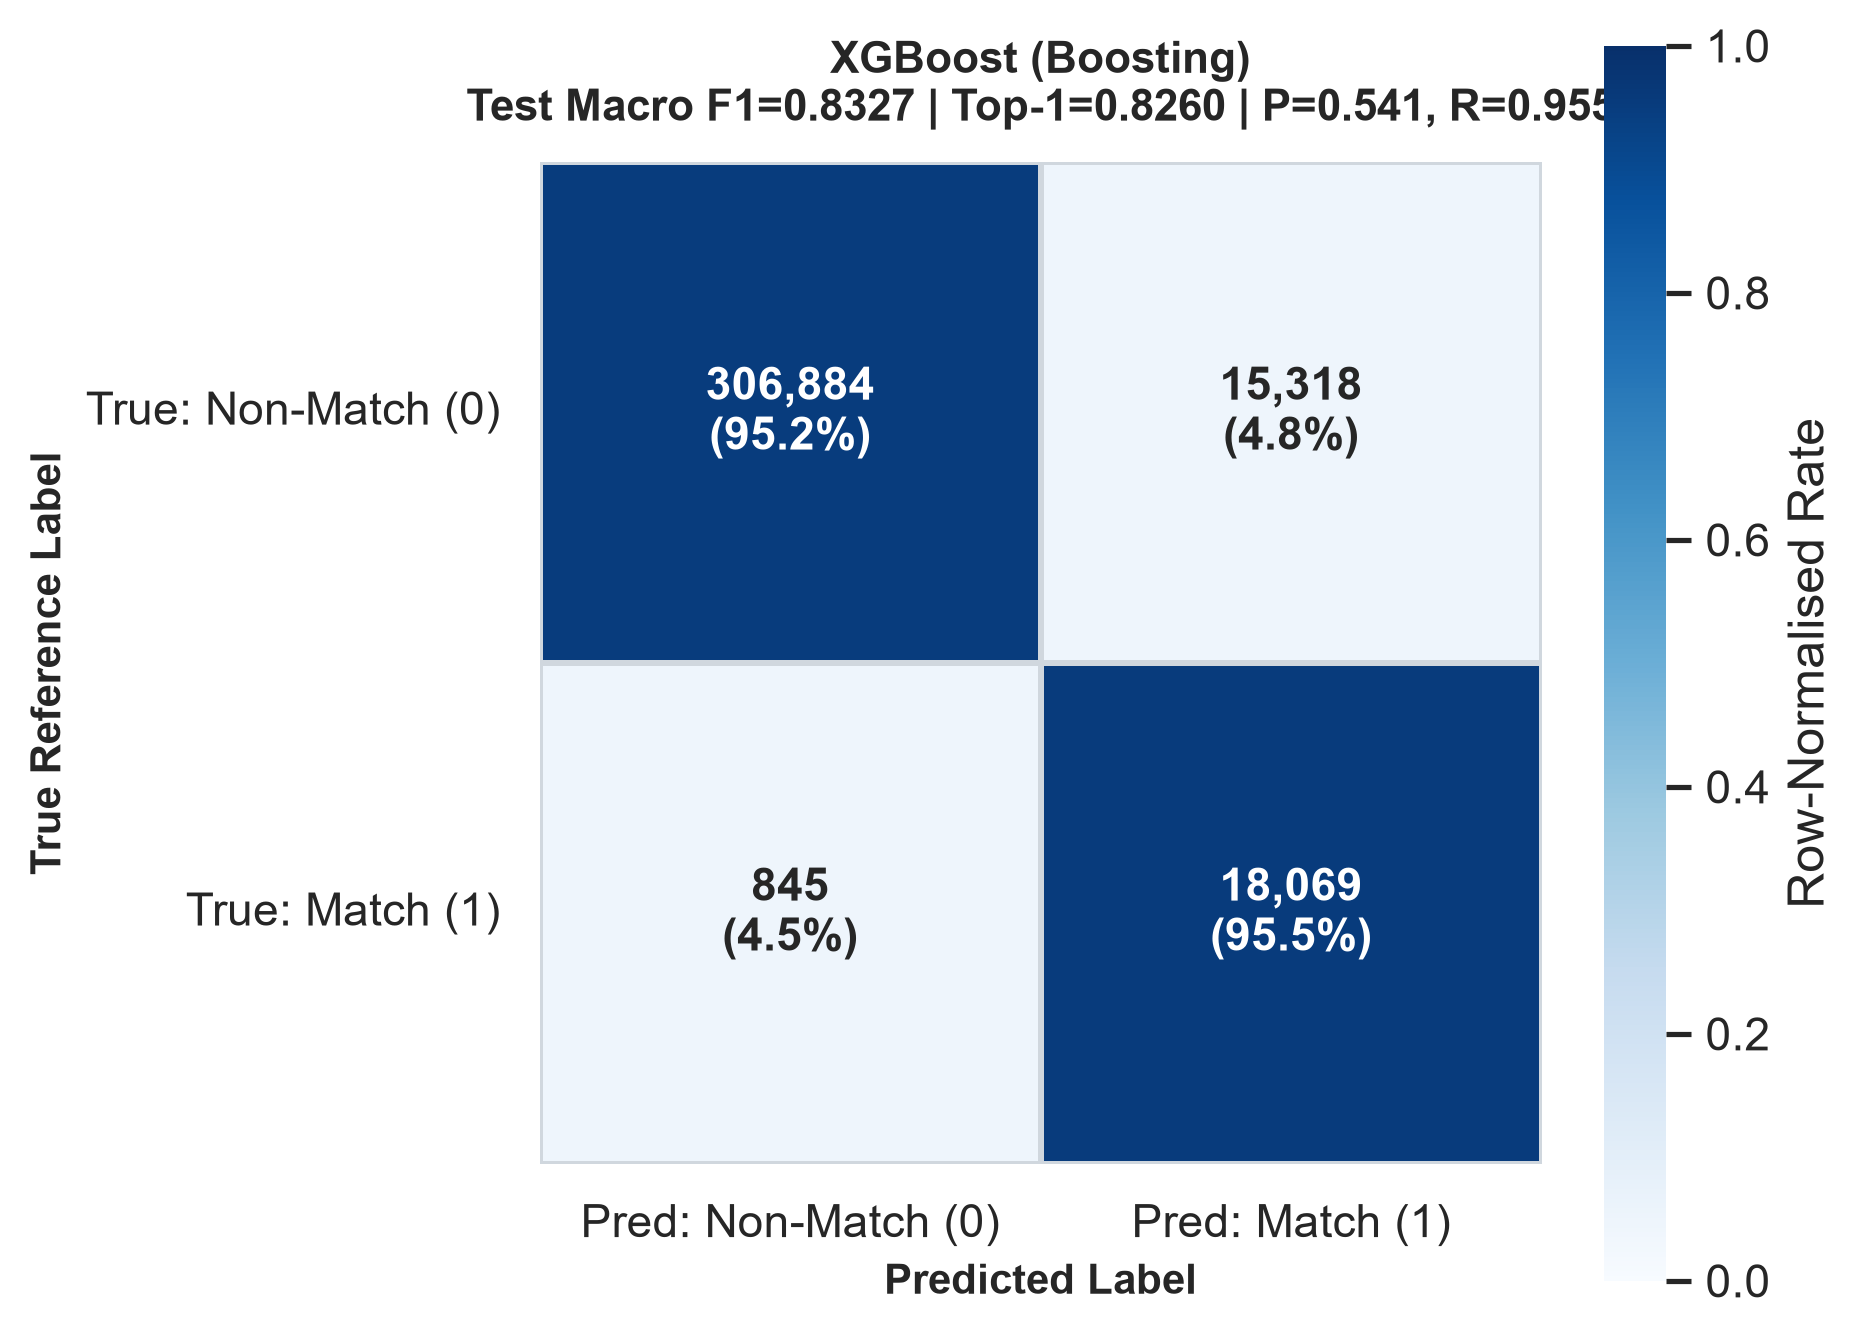 XGBoost (Boosting)
Test Macro F1=0.8327 | Top-1=0.8260 | P=0.541, R=0.955
True Reference Label
True: Non-Match (0)
306,884
(95.2%)
15,318
(4.8%)
True: Match (1)
845
(4.5%)
18,069
(95.5%)
Pred: Non-Match (0)
Pred: Match (1)
Predicted Label
1.0
0.8
0.6
0.4
0.2
0.0
Row-Normalised Rate